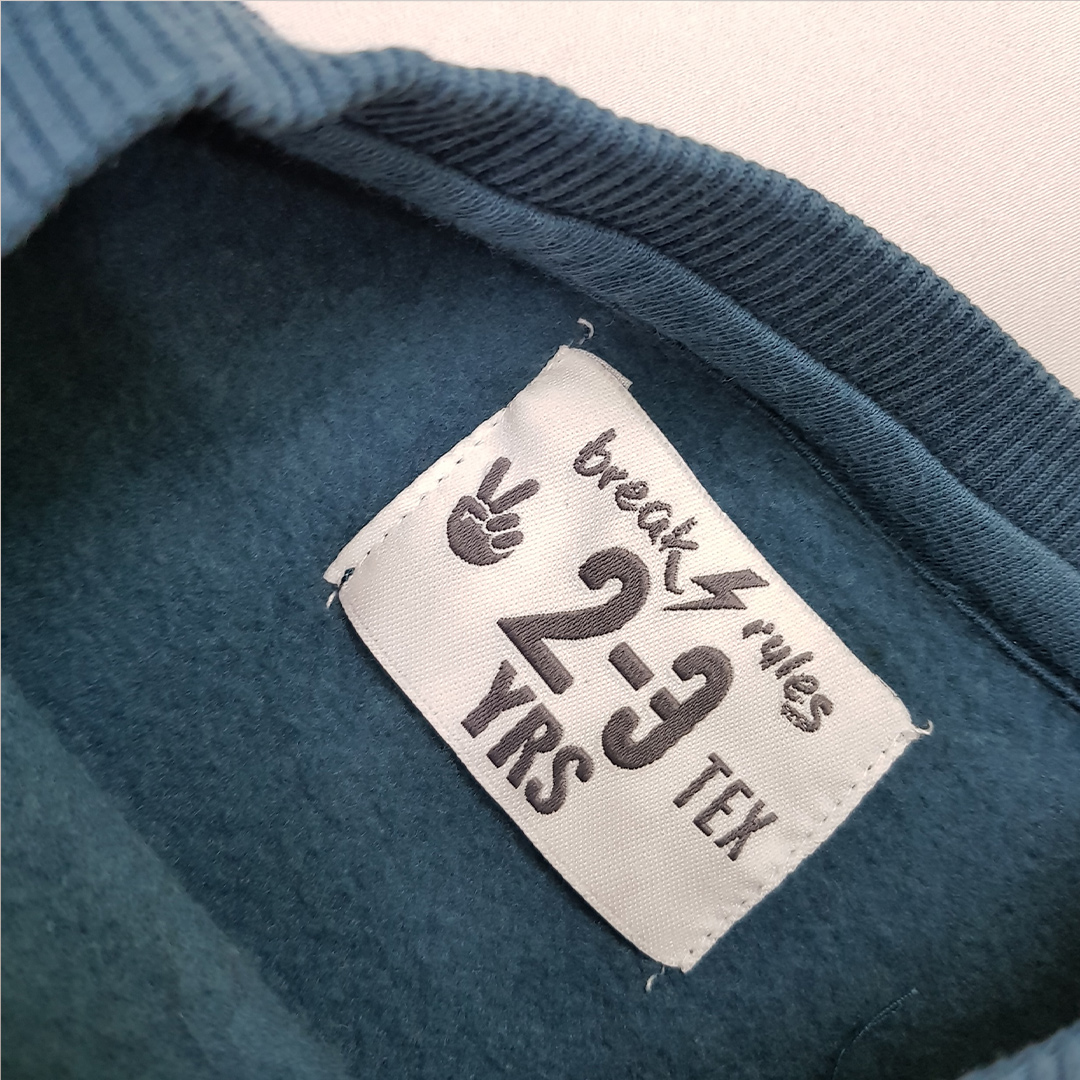 break rules
2-3
YRS
TEX